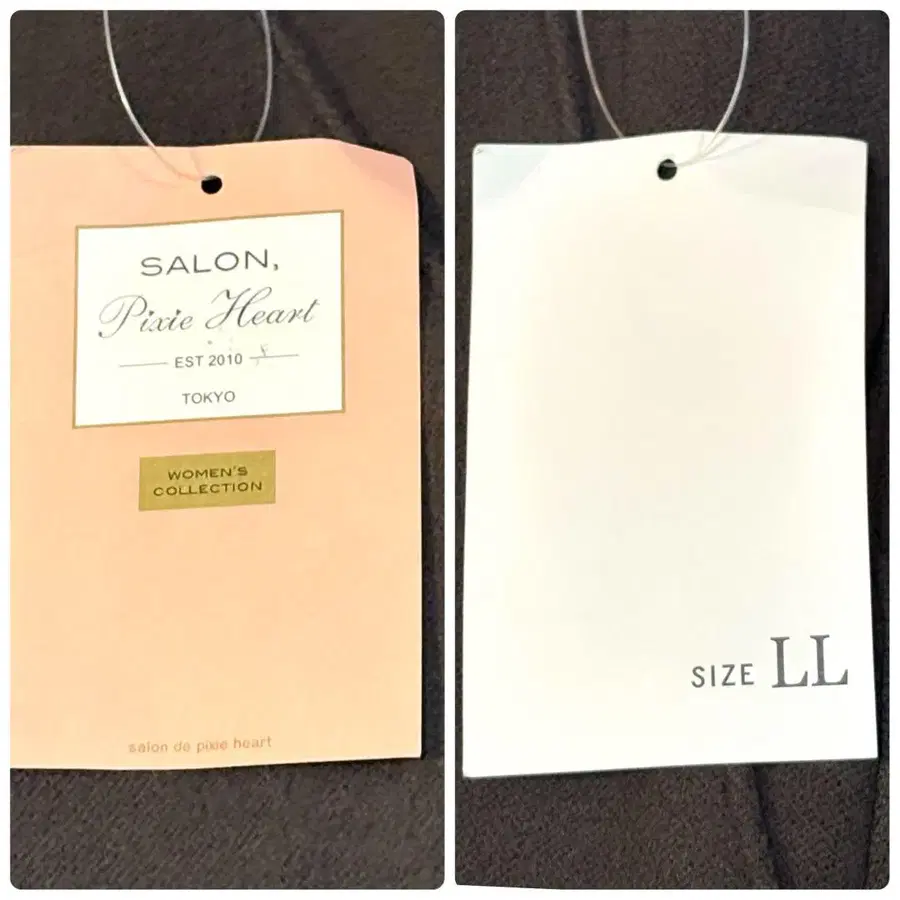 SALON,
Pixie Heart
EST 2010
TOKYO
WOMEN'S
COLLECTION
salon de pixie heart
SIZE LL